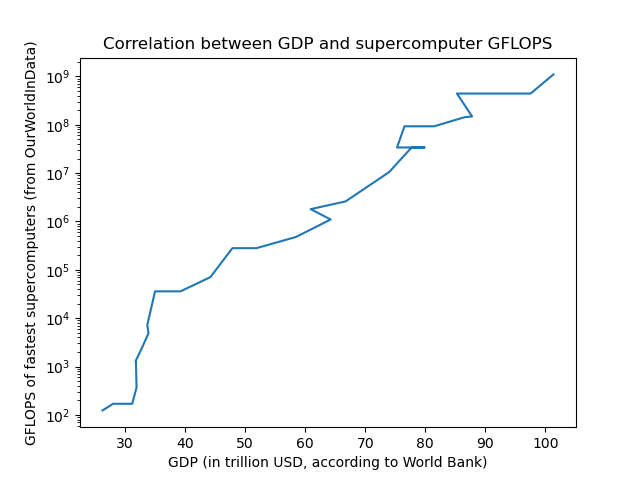 Correlation between GDP and supercomputer GFLOPS
GFLOPS of fastest supercomputers (from OurWorldInData)
10⁹
10⁸
10⁷
10⁶
10⁵
10⁴
10³
10²
30 40 50 60 70 80 90 100
GDP (in trillion USD, according to World Bank)